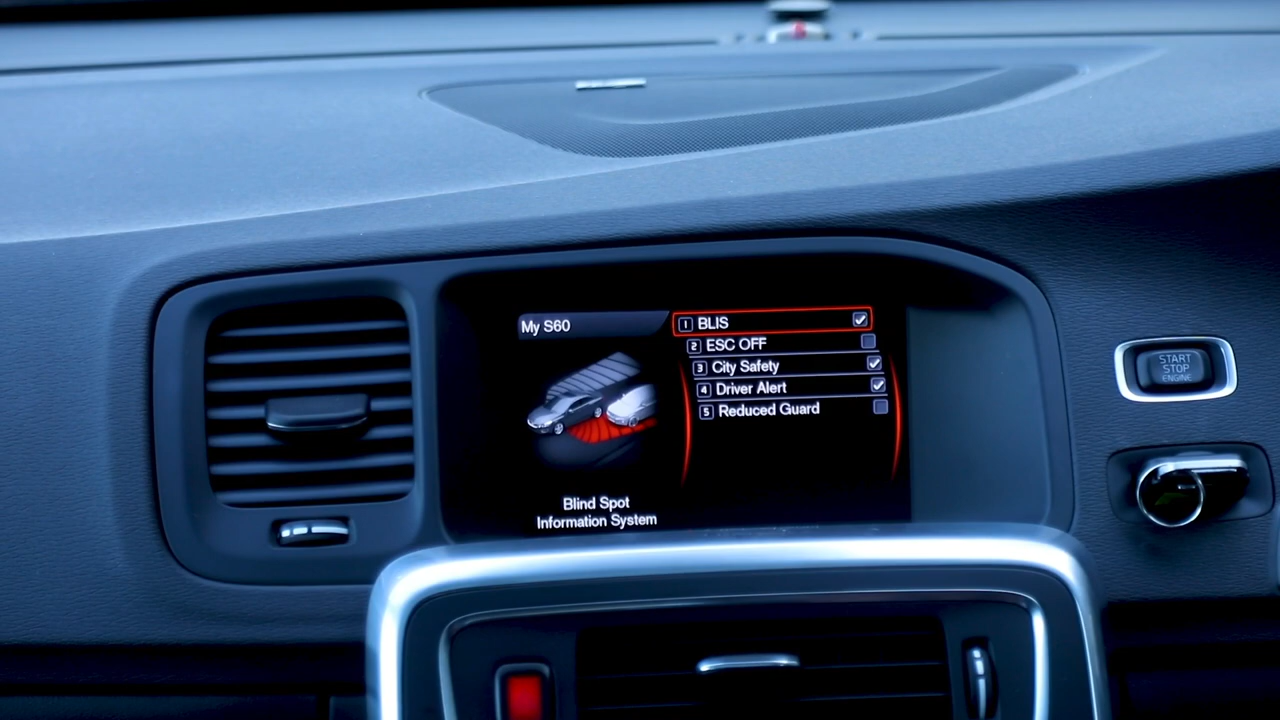 My S60
1 BLIS
2 ESC OFF
3 City Safety
4 Driver Alert
5 Reduced Guard
Blind Spot
Information System
START
STOP
ENGINE